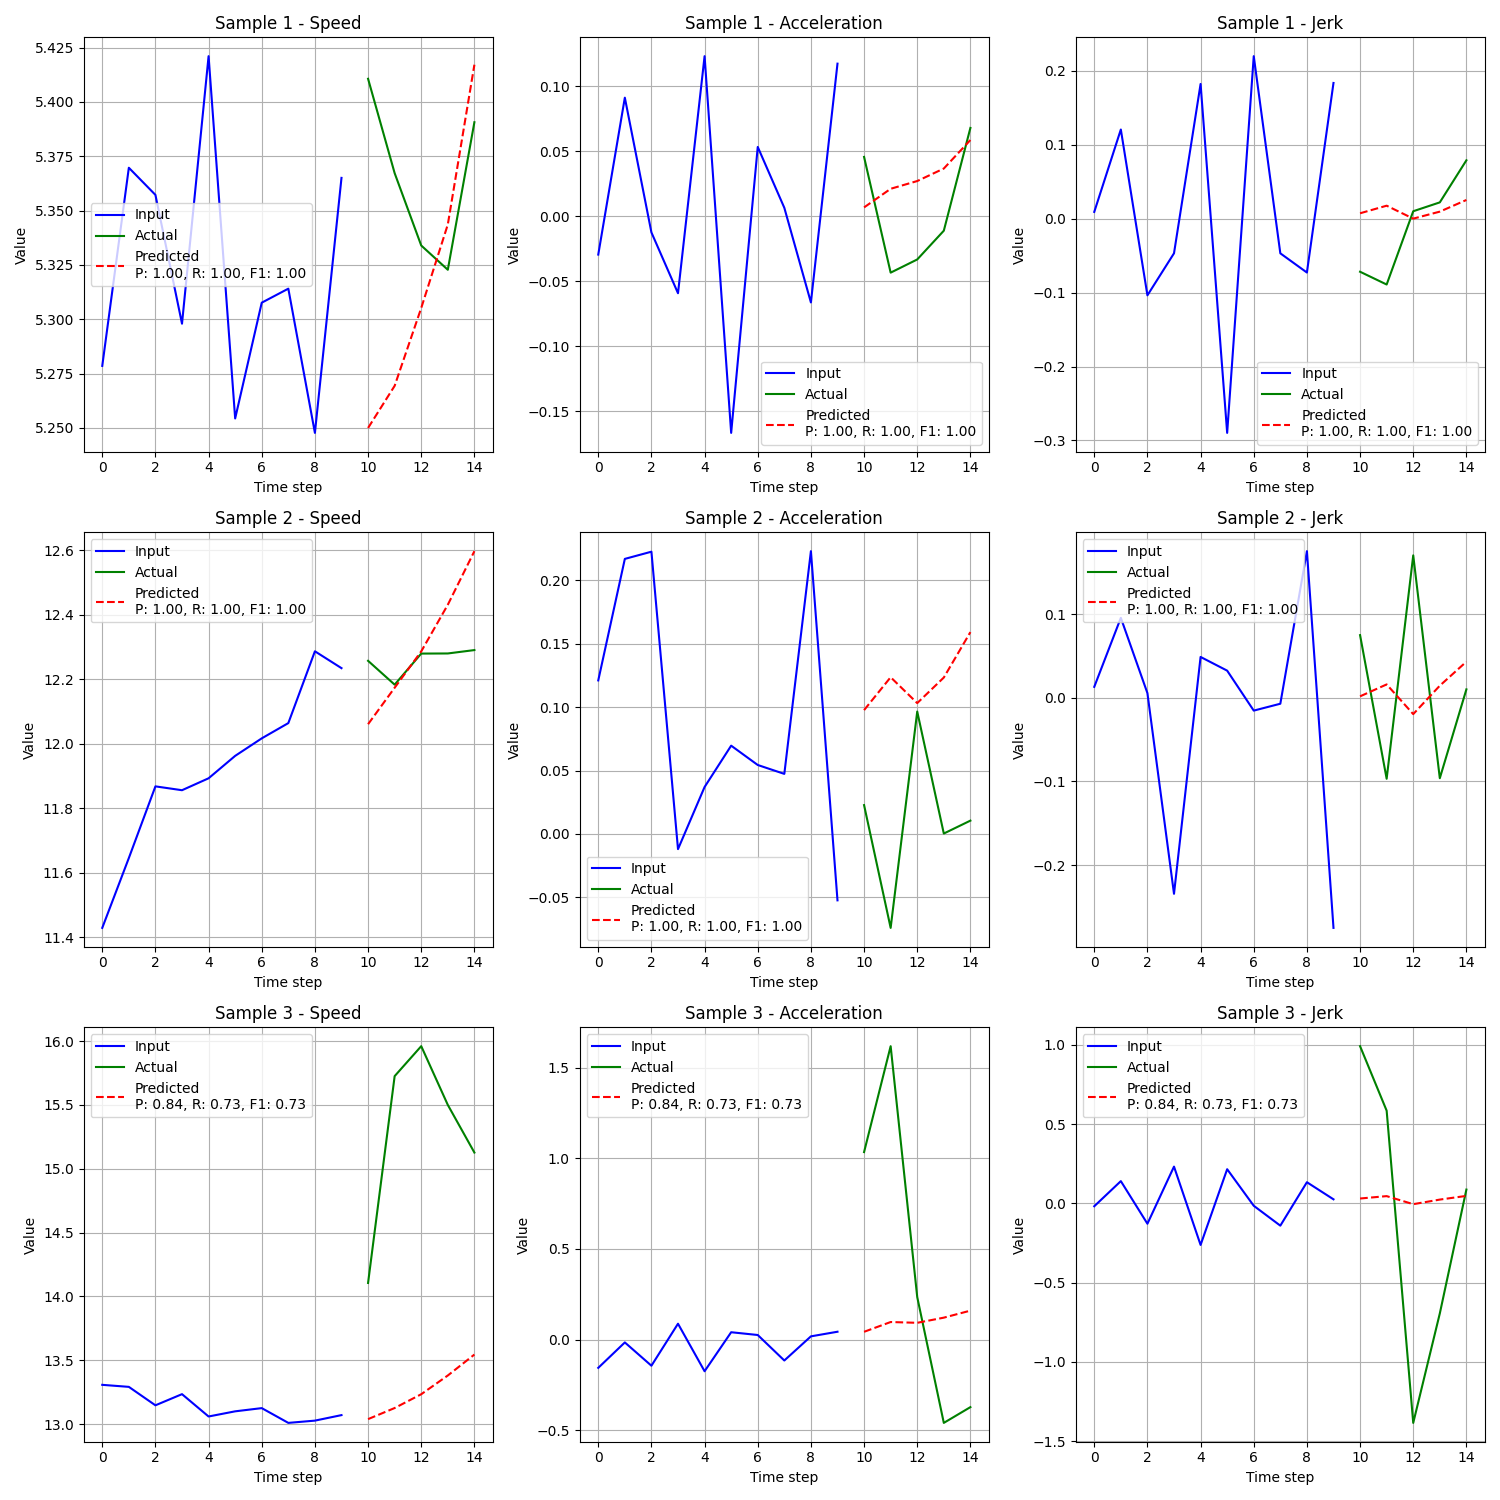 Sample 1 - Speed
Value
5.425
5.400
5.375
5.350
5.325
5.300
5.275
5.250
Input
Actual
Predicted
P: 1.00, R: 1.00, F1: 1.00
0 2 4 6 8 10 12 14
Time step
Sample 1 - Acceleration
Value
0.10
0.05
0.00
−0.05
−0.10
−0.15
Input
Actual
Predicted
P: 1.00, R: 1.00, F1: 1.00
0 2 4 6 8 10 12 14
Time step
Sample 1 - Jerk
Value
0.2
0.1
0.0
−0.1
−0.2
−0.3
Input
Actual
Predicted
P: 1.00, R: 1.00, F1: 1.00
0 2 4 6 8 10 12 14
Time step
Sample 2 - Speed
Value
12.6
12.4
12.2
12.0
11.8
11.6
11.4
Input
Actual
Predicted
P: 1.00, R: 1.00, F1: 1.00
0 2 4 6 8 10 12 14
Time step
Sample 2 - Acceleration
Value
0.20
0.15
0.10
0.05
0.00
−0.05
Input
Actual
Predicted
P: 1.00, R: 1.00, F1: 1.00
0 2 4 6 8 10 12 14
Time step
Sample 2 - Jerk
Value
0.1
0.0
−0.1
−0.2
Input
Actual
Predicted
P: 1.00, R: 1.00, F1: 1.00
0 2 4 6 8 10 12 14
Time step
Sample 3 - Speed
Value
16.0
15.5
15.0
14.5
14.0
13.5
13.0
Input
Actual
Predicted
P: 0.84, R: 0.73, F1: 0.73
0 2 4 6 8 10 12 14
Time step
Sample 3 - Acceleration
Value
1.5
1.0
0.5
0.0
−0.5
Input
Actual
Predicted
P: 0.84, R: 0.73, F1: 0.73
0 2 4 6 8 10 12 14
Time step
Sample 3 - Jerk
Value
1.0
0.5
0.0
−0.5
−1.0
−1.5
Input
Actual
Predicted
P: 0.84, R: 0.73, F1: 0.73
0 2 4 6 8 10 12 14
Time step